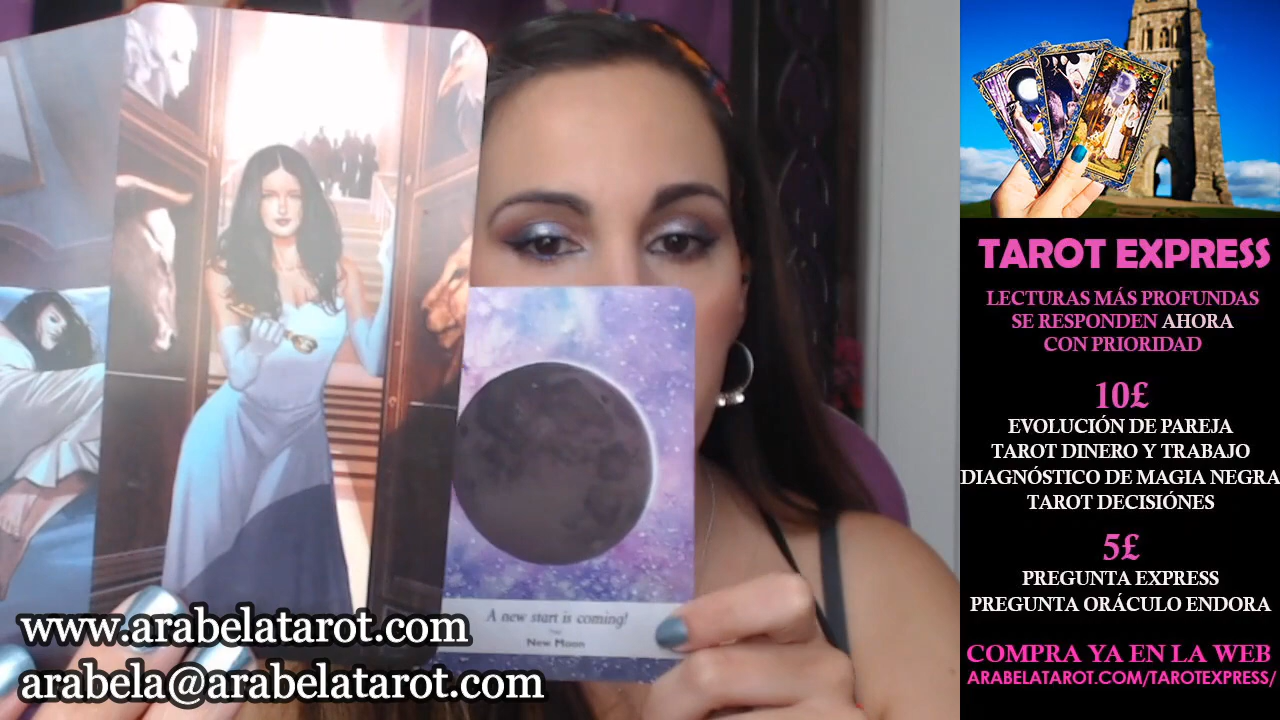 A new start is coming!
New Moon
www.arabelatarot.com
arabela@arabelatarot.com
TAROT EXPRESS
LECTURAS MÁS PROFUNDAS
SE RESPONDEN AHORA
CON PRIORIDAD
10£
EVOLUCIÓN DE PAREJA
TAROT DINERO Y TRABAJO
DIAGNÓSTICO DE MAGIA NEGRA
TAROT DECISIÓNES
5£
PREGUNTA EXPRESS
PREGUNTA ORÁCULO ENDORA
COMPRA YA EN LA WEB
ARABELATAROT.COM/TAROTEXPRESS/